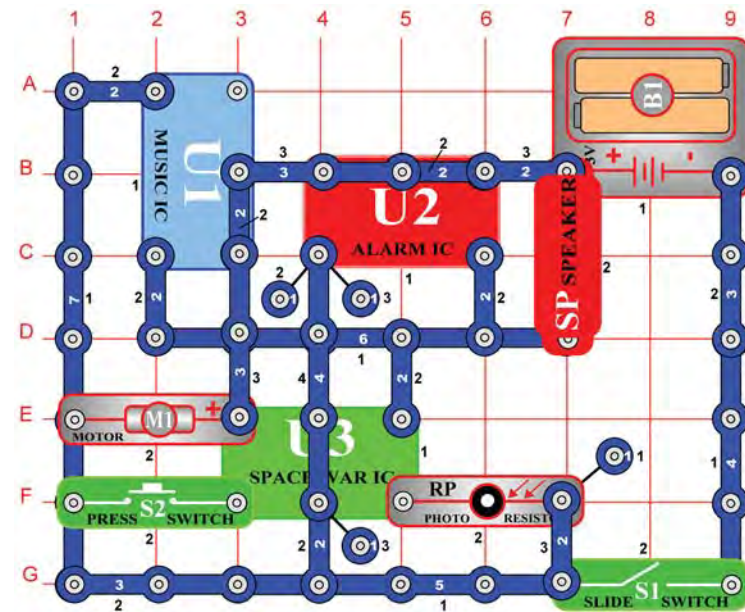 1 2 3 4 5 6 7 8 9
A
2
2
B1
U1
MUSIC IC
B
1
3
3
2
2
3
2
3V
+
-
1
2
2
U2
ALARM IC
SP SPEAKER
C
7
1
2
2
2
1
1
3
1
2
2
2
2
3
D
6
1
3
3
4
4
2
2
E
M1
+
MOTOR
2
U3
SPACE WAR IC
1
1
1
1
4
F
S2
PRESS SWITCH
2
RP
PHOTO RESISTO
2
2
2
1
3
3
2
2
G
3
2
5
1
S1
SLIDE SWITCH